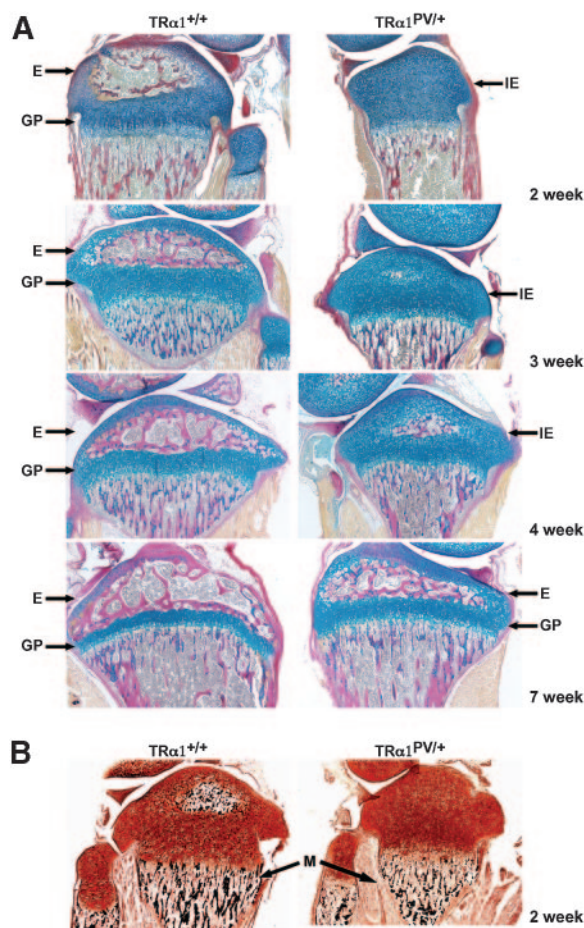 A
TRα1+/+ TRα1PV/+
E
IE
GP
2 week
E
GP
IE
3 week
E
IE
GP
4 week
E
E
GP
GP
7 week
B
TRα1+/+ TRα1PV/+
M
2 week